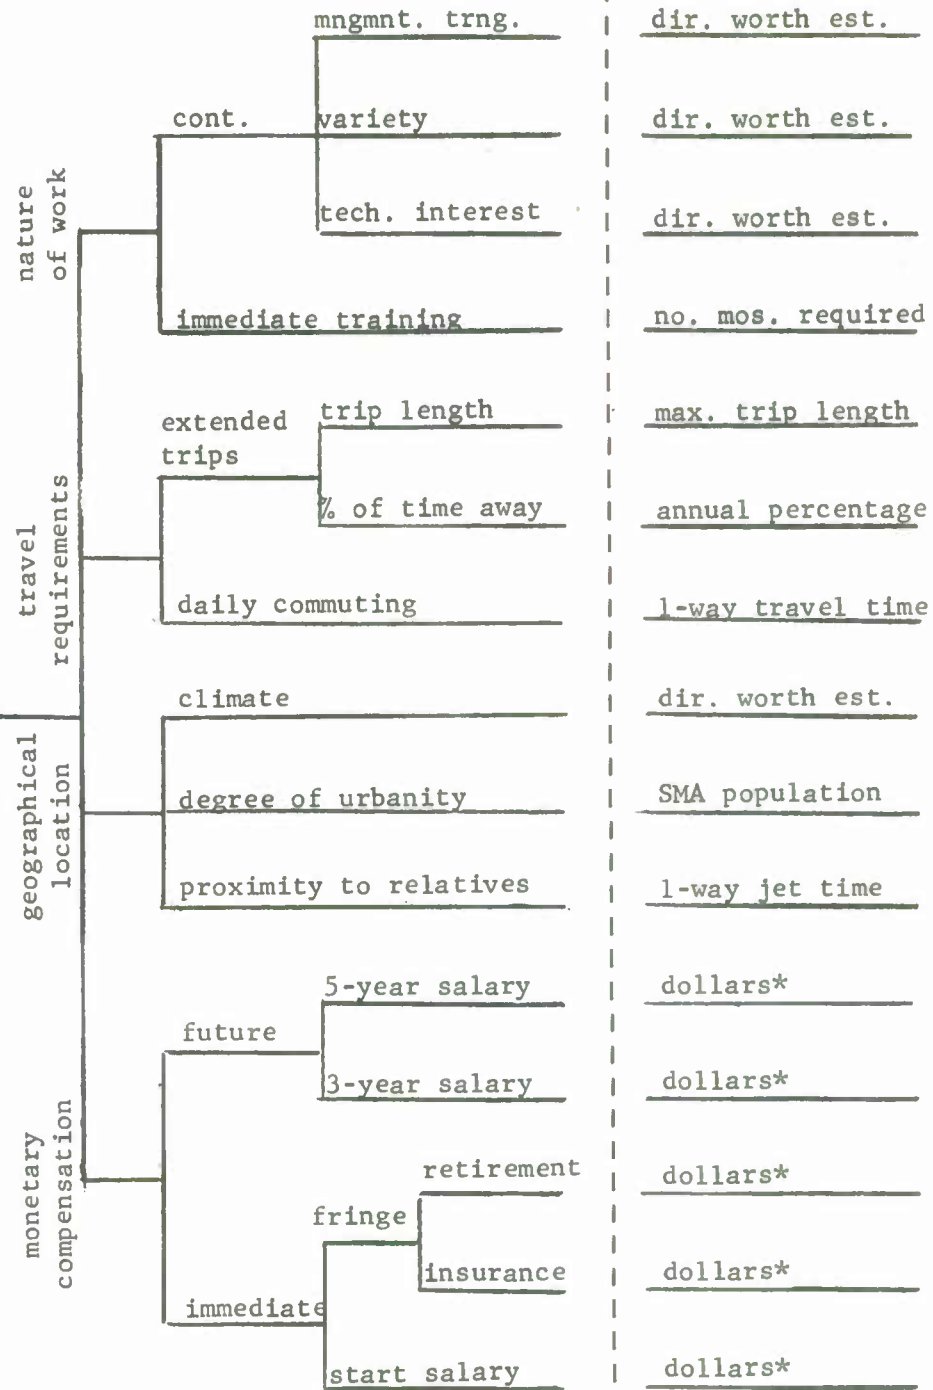 mngmnt. trng.
dir. worth est.
cont.
variety
dir. worth est.
nature
of work
tech. interest
dir. worth est.
immediate training
no. mos. required
extended
trips
trip length
max. trip length
% of time away
annual percentage
travel
requirements
daily commuting
1-way travel time
climate
dir. worth est.
geographical
location
degree of urbanity
SMA population
proximity to relatives
1-way jet time
5-year salary
dollars*
future
3-year salary
dollars*
monetary
compensation
retirement
dollars*
fringe
insurance
dollars*
immediate
start salary
dollars*